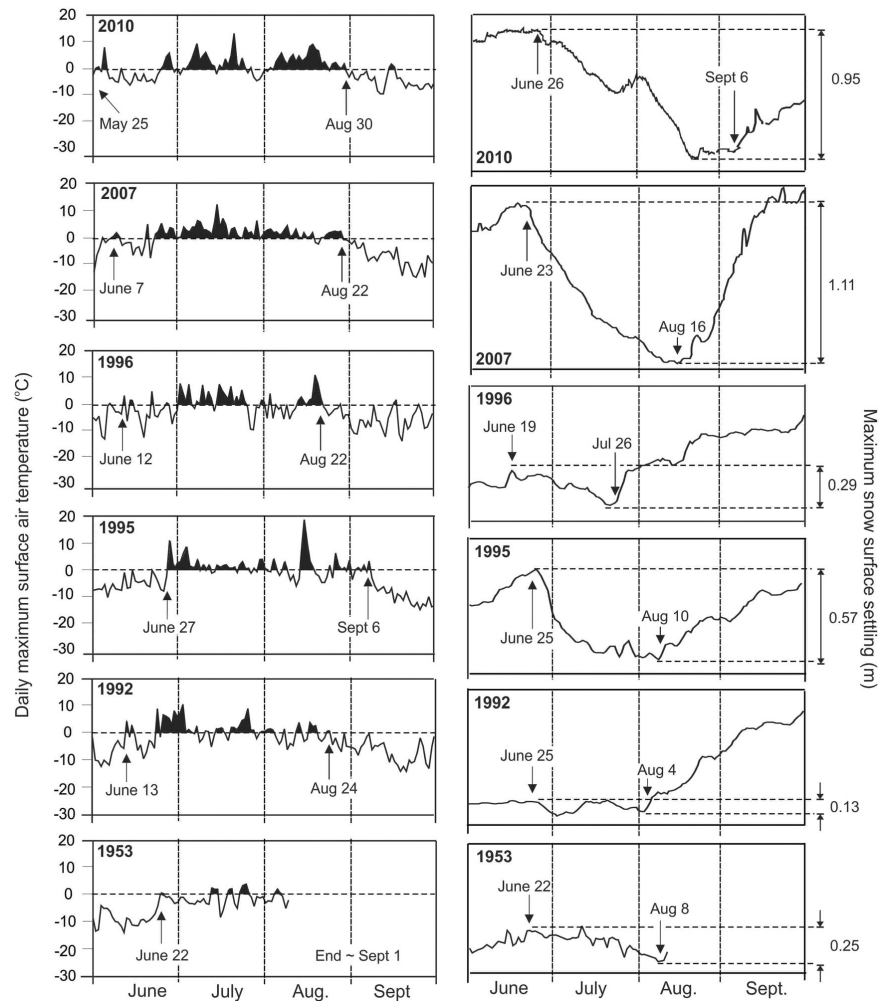 Daily maximum surface air temperature (°C)
20
2010
10
0
-10
-20
-30
May 25
Aug 30
20
2007
10
0
-10
-20
-30
June 7
Aug 22
20
1996
10
0
-10
-20
-30
June 12
Aug 22
20
1995
10
0
-10
-20
-30
June 27
Sept 6
20
1992
10
0
-10
-20
-30
June 13
Aug 24
20
1953
10
0
-10
-20
-30
June 22
End ~ Sept 1
June July Aug. Sept
June 26
Sept 6
2010
0.95
June 23
Aug 16
2007
1.11
1996
June 19
Jul 26
0.29
1995
June 25
Aug 10
0.57
1992
June 25
Aug 4
0.13
1953
June 22
Aug 8
0.25
June July Aug. Sept.
Maximum snow surface settling (m)